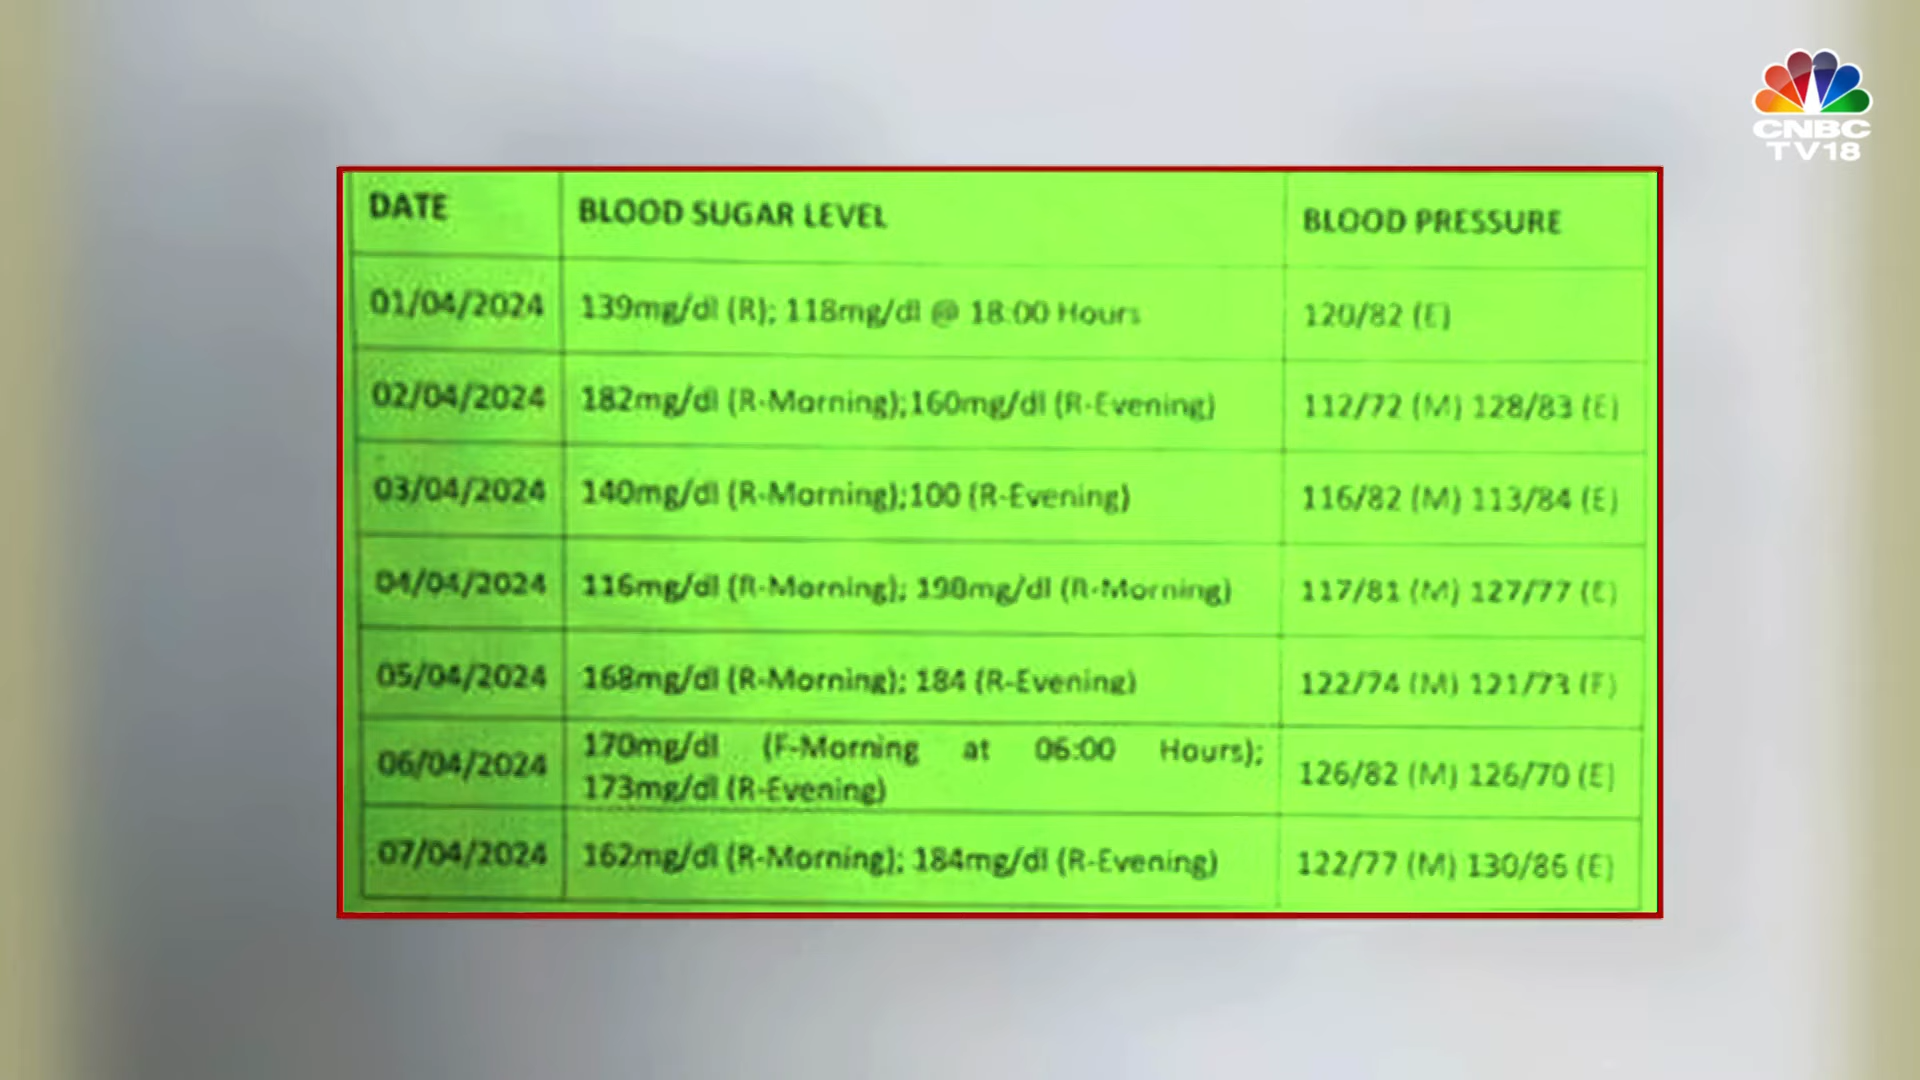 CNBC
TV18
DATE BLOOD SUGAR LEVEL BLOOD PRESSURE
01/04/2024 139mg/dl (R); 118mg/dl @ 18:00 Hours 120/82 (E)
02/04/2024 182mg/dl (R-Morning);160mg/dl (R-Evening) 112/72 (M) 128/83 (E)
03/04/2024 140mg/dl (R-Morning);100 (R-Evening) 116/82 (M) 113/84 (E)
04/04/2024 116mg/dl (R-Morning); (R-Morning) 117/81 (M) 127/77 (E)
05/04/2024 168mg/dl (R-Morning); 184 (R-Evening) 122/74 (M) 121/73 (E)
06/04/2024 170mg/dl (F-Morning at 06:00 Hours);
173mg/dl (R-Evening) 126/82 (M) 126/70 (E)
07/04/2024 162mg/dl (R-Morning); 184mg/dl (R-Evening) 122/77 (M) 130/86 (E)